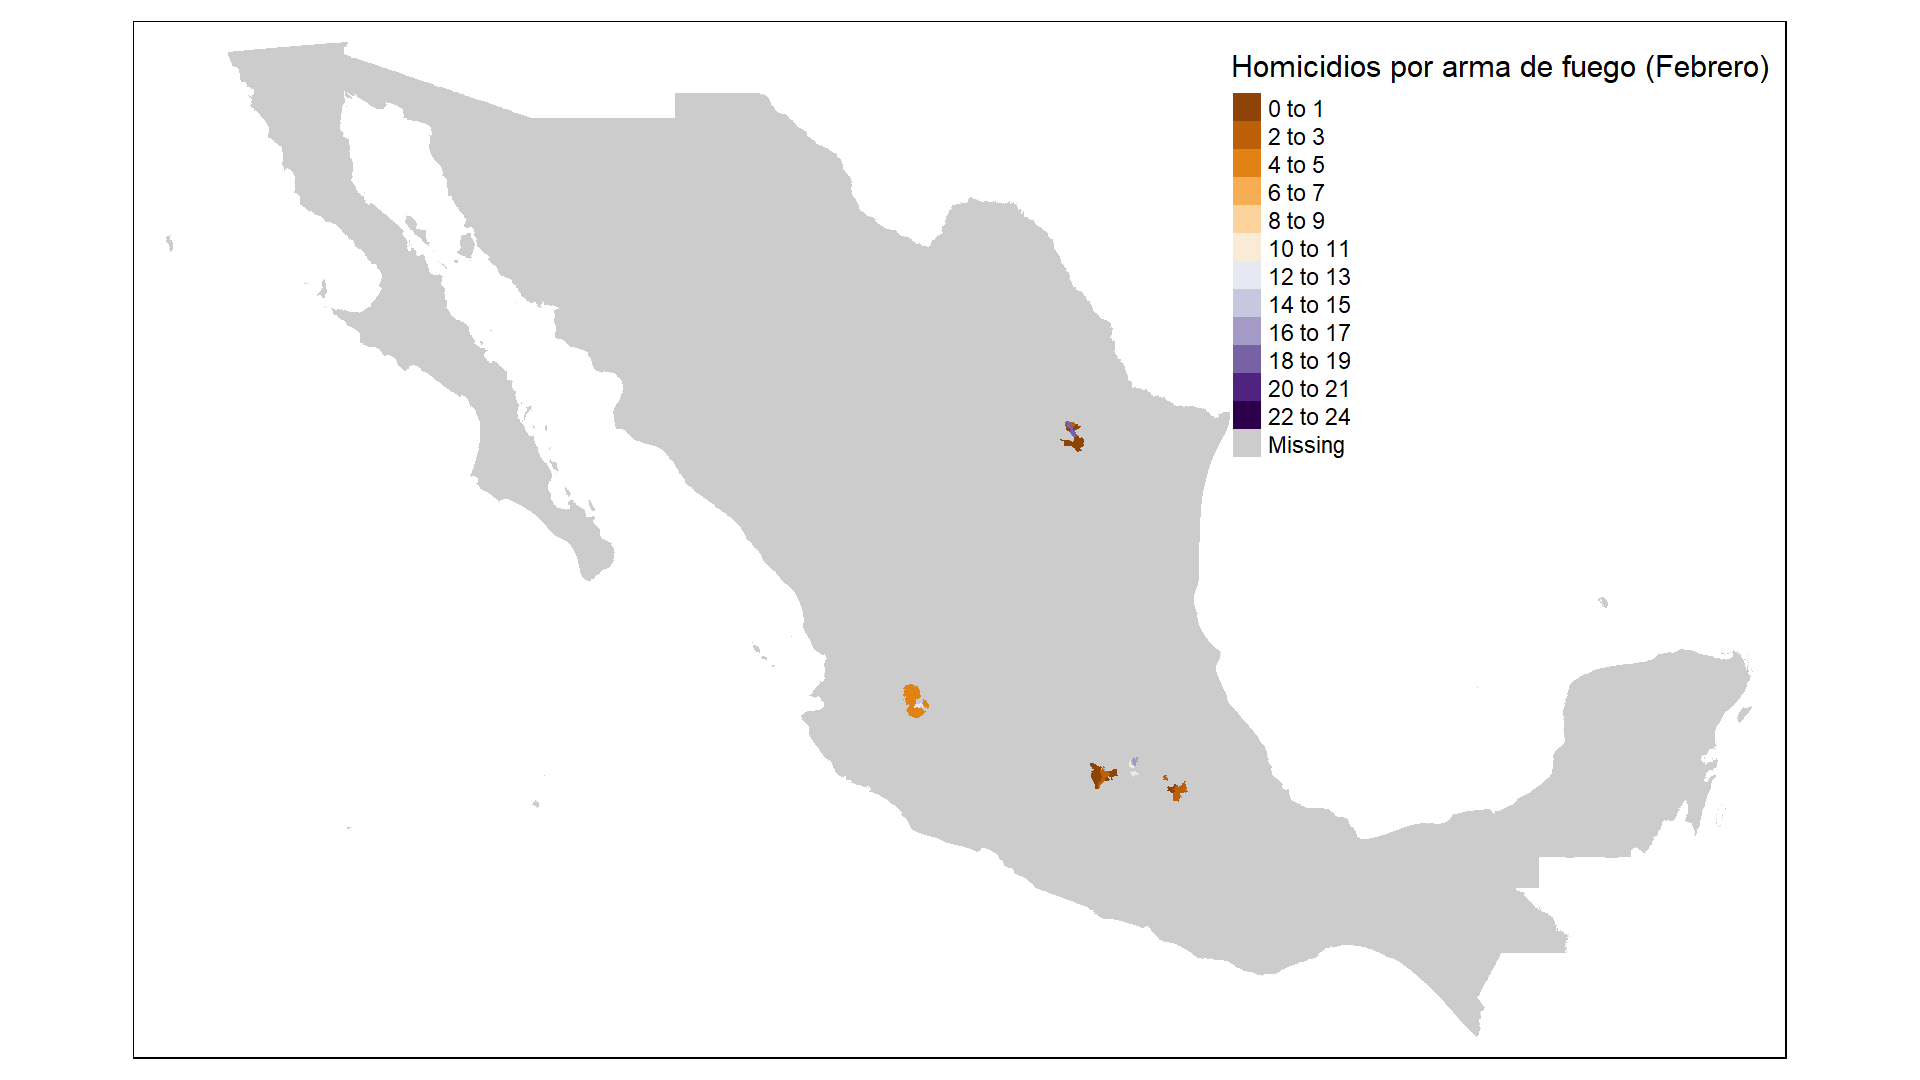 Homicidios por arma de fuego (Febrero)
0 to 1
2 to 3
4 to 5
6 to 7
8 to 9
10 to 11
12 to 13
14 to 15
16 to 17
18 to 19
20 to 21
22 to 24
Missing